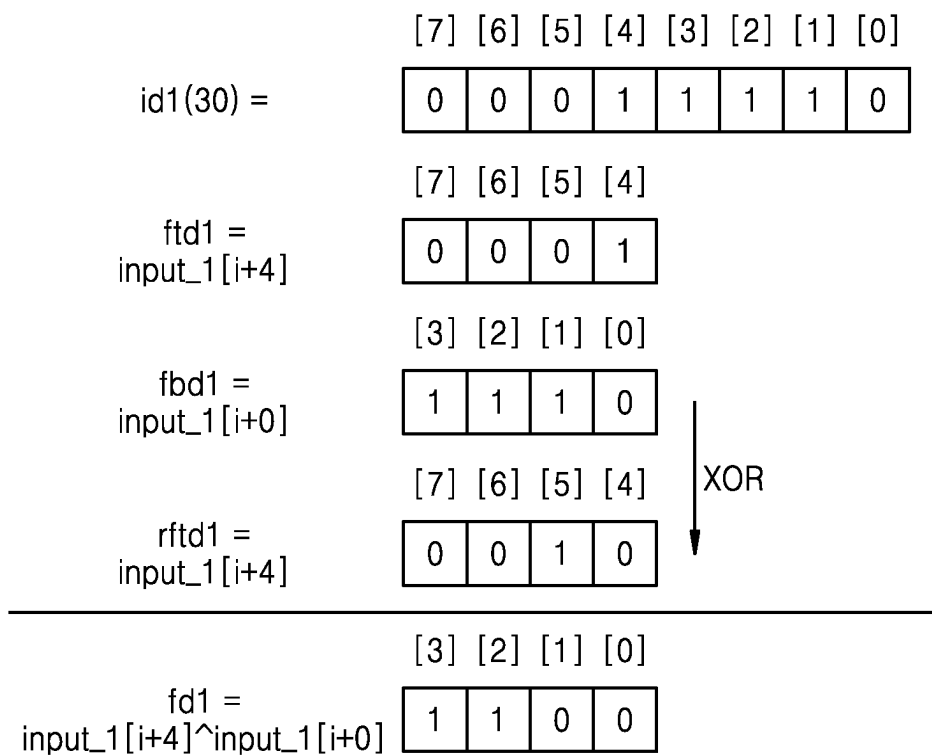 [7] [6] [5] [4] [3] [2] [1] [0]
id1(30) = 0 0 0 1 1 1 1 0
[7] [6] [5] [4]
ftd1 =
input_1[i+4] 0 0 0 1
[3] [2] [1] [0]
fbd1 =
input_1[i+0] 1 1 1 0
XOR
[7] [6] [5] [4]
rftd1 =
input_1[i+4] 0 0 1 0
[3] [2] [1] [0]
fd1 =
input_1[i+4]^input_1[i+0] 1 1 0 0